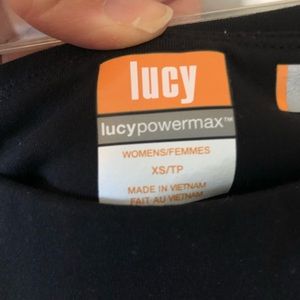 lucy
lucypowermax™
WOMENS/FEMMES
XS/TP
MADE IN VIETNAM
FAIT AU VIETNAM